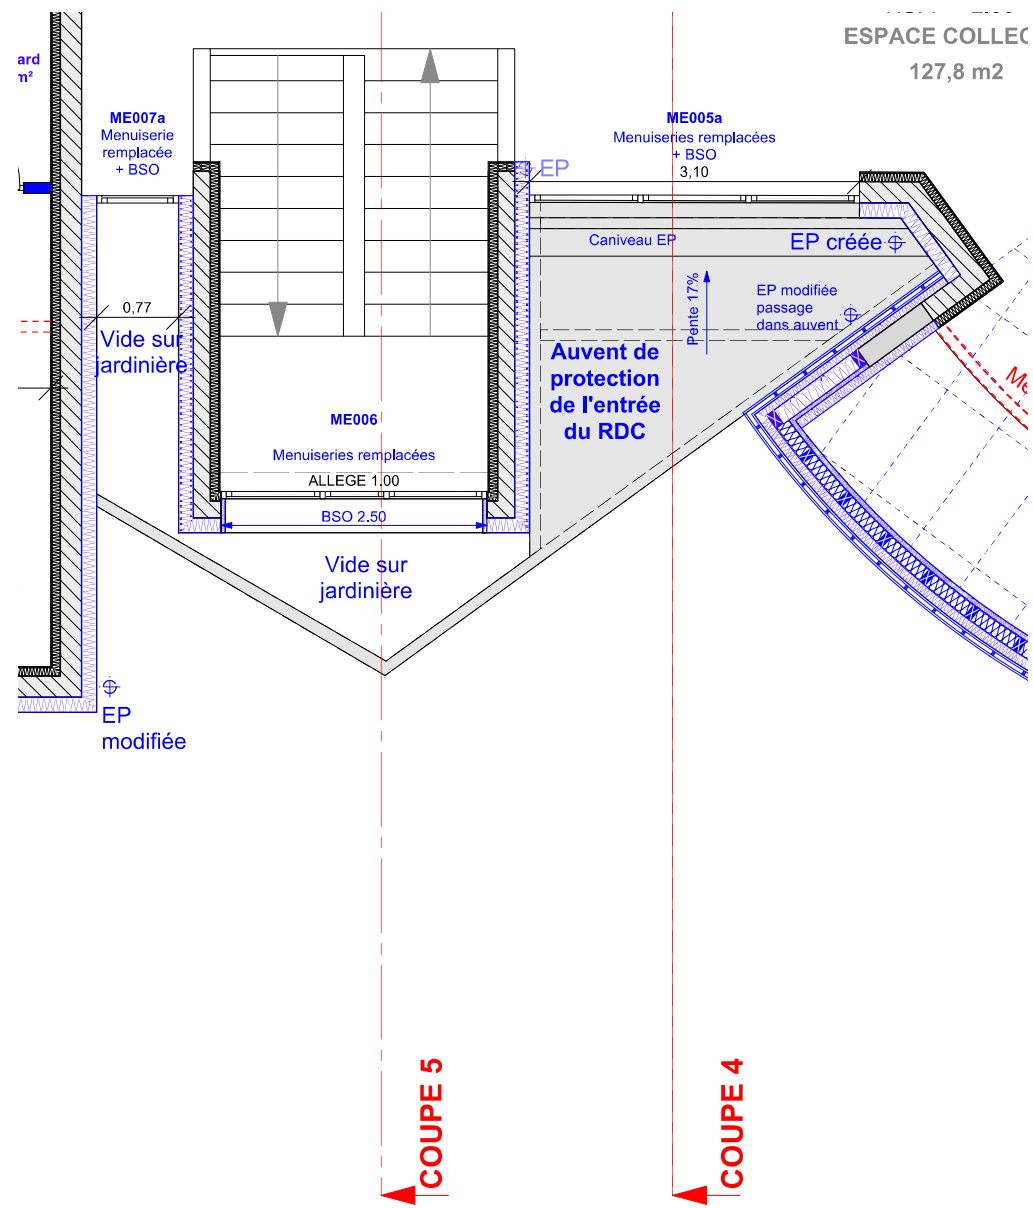 ESPACE COLLEC
127,8 m2
ard
m²
ME007a
Menuiserie
remplacée
+ BSO
ME005a
Menuiseries remplacées
+ BSO
3,10
EP
Caniveau EP
EP créée
EP modifiée
passage
dans auvent
Pente 17%
0,77
Vide sur
jardinière
Auvent de
protection
de l'entrée
du RDC
ME006
Menuiseries remplacées
ALLEGE 1.00
BSO 2.50
Vide sur
jardinière
EP
modifiée
COUPE 5
COUPE 4